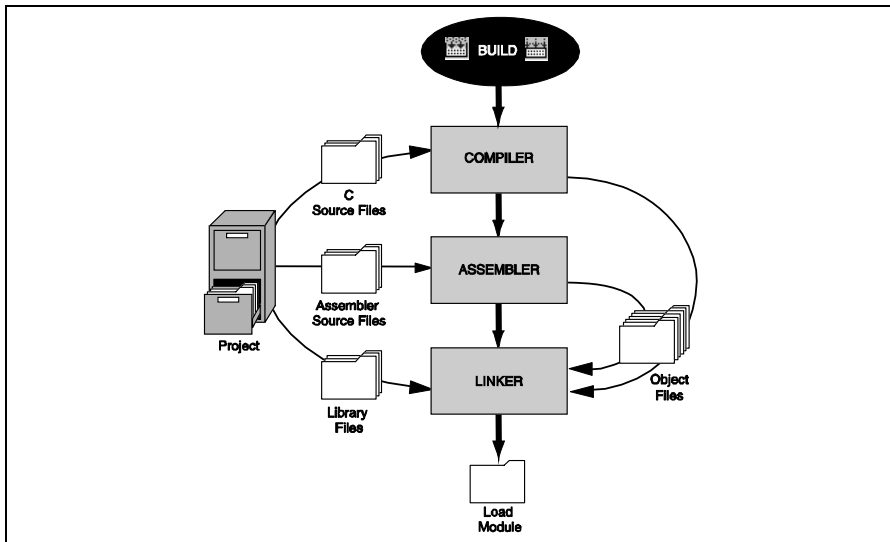 BUILD
COMPILER
C
Source Files
ASSEMBLER
Assembler
Source Files
Project
LINKER
Object
Files
Library
Files
Load
Module